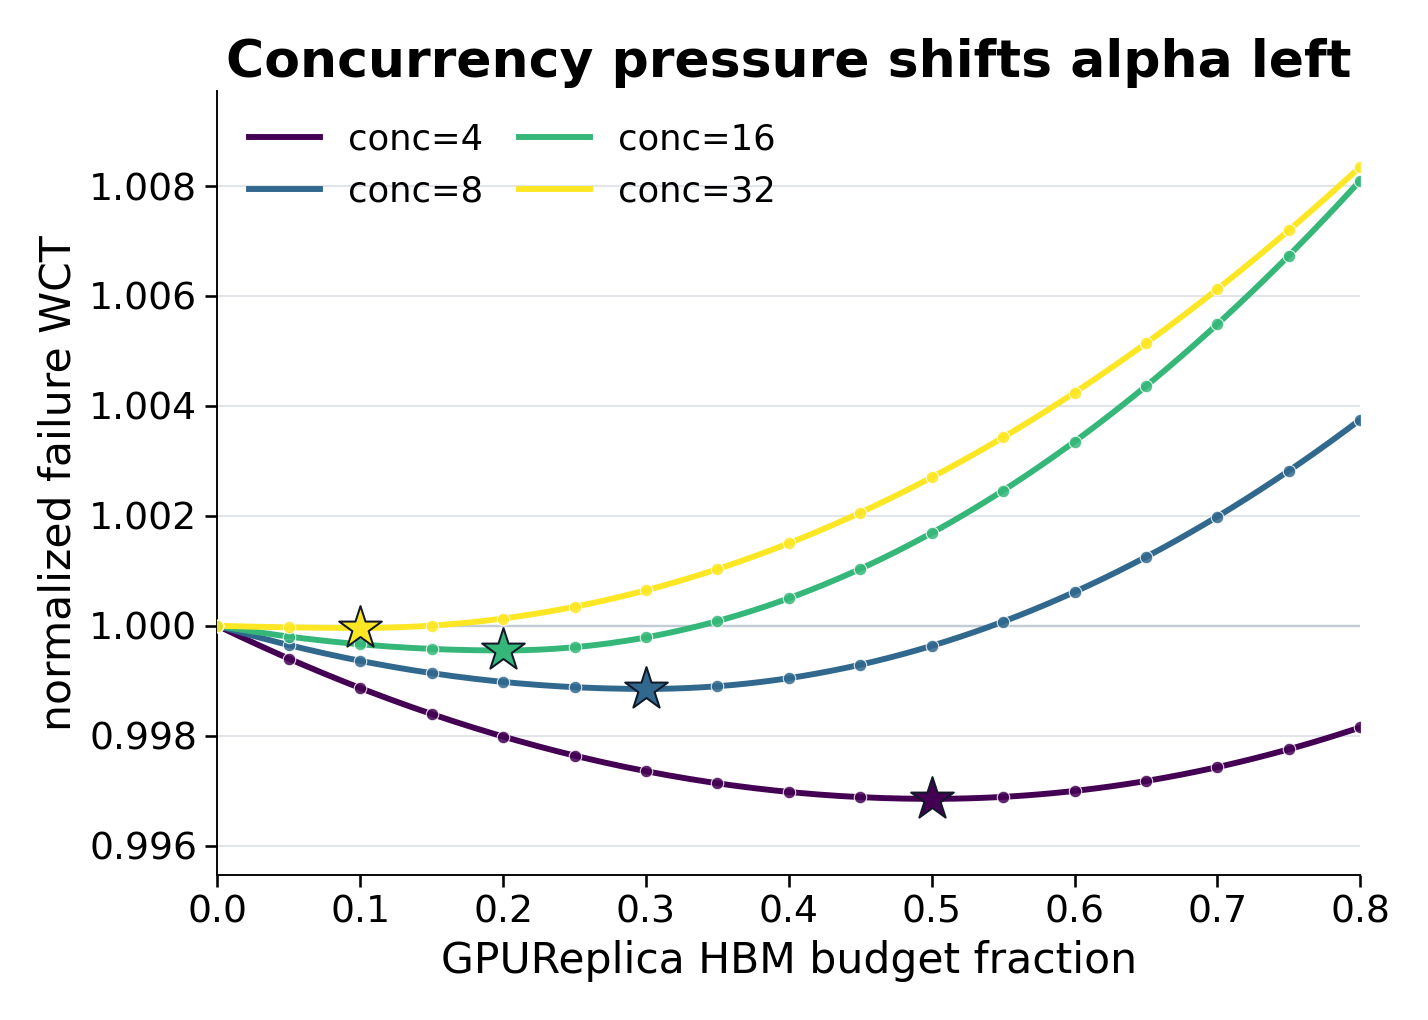 Concurrency pressure shifts alpha left
conc=4
conc=8
conc=16
conc=32
normalized failure WCT
1.008
1.006
1.004
1.002
1.000
0.998
0.996
0.0 0.1 0.2 0.3 0.4 0.5 0.6 0.7 0.8
GPUReplica HBM budget fraction